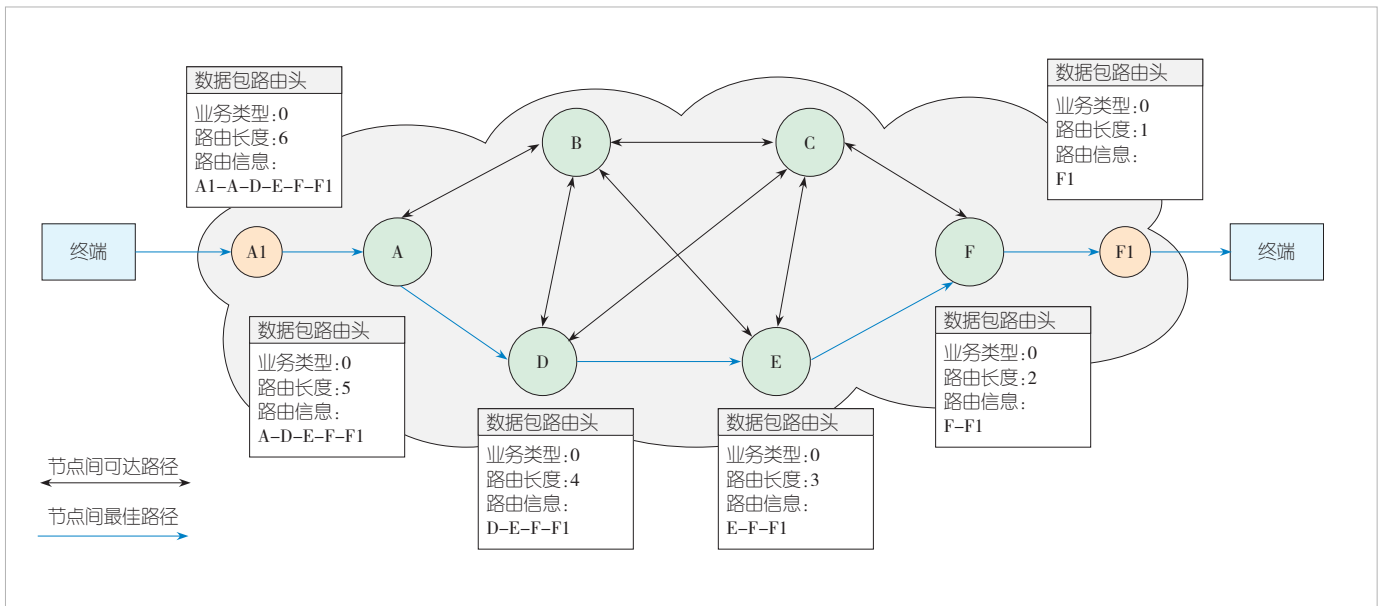 数据包路由头
业务类型:0
路由长度:6
路由信息:
A1-A-D-E-F-F1
数据包路由头
业务类型:0
路由长度:1
路由信息:
F1
B
C
终端
A1
A
F
F1
终端
数据包路由头
业务类型:0
路由长度:5
路由信息:
A-D-E-F-F1
D
E
数据包路由头
业务类型:0
路由长度:2
路由信息:
F-F1
数据包路由头
业务类型:0
路由长度:4
路由信息:
D-E-F-F1
数据包路由头
业务类型:0
路由长度:3
路由信息:
E-F-F1
节点间可达路径
节点间最佳路径